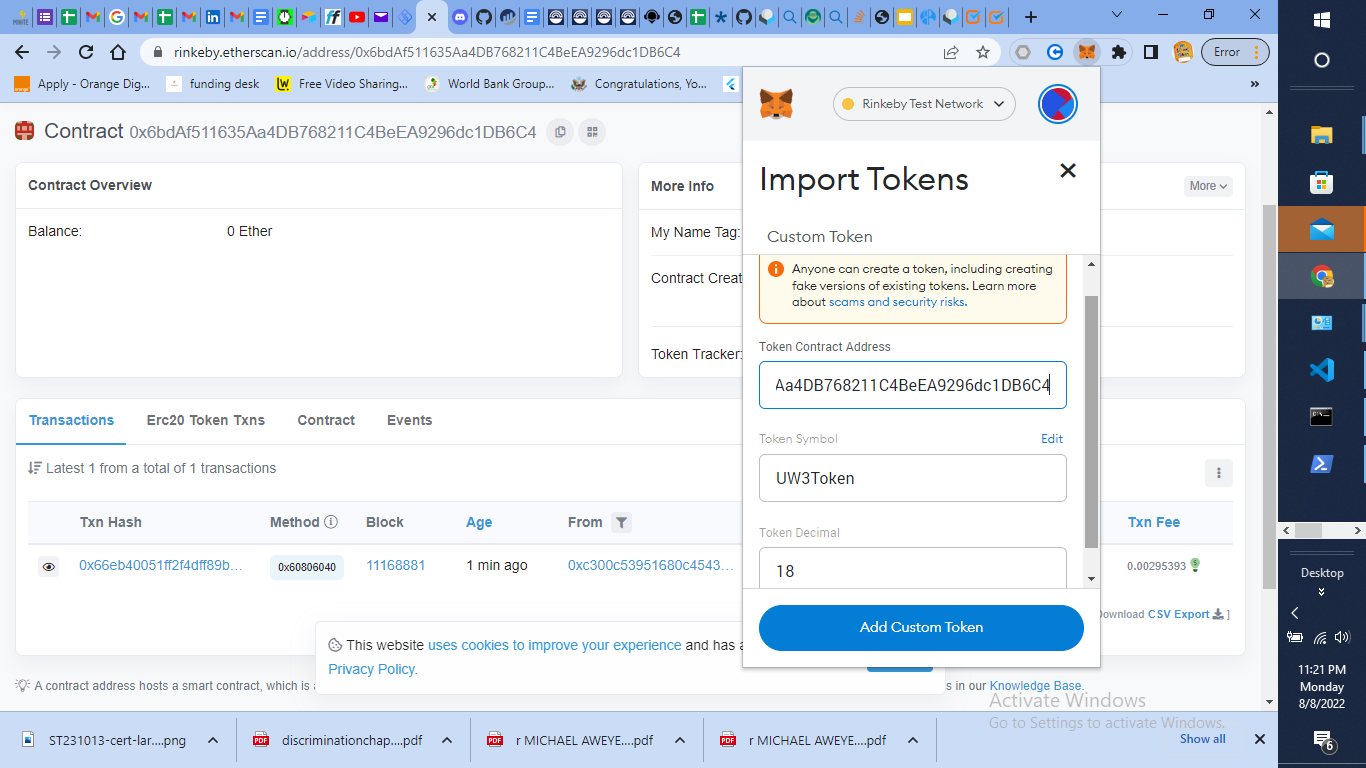 rinkeby.etherscan.io/address/0x6bdAf511635Aa4DB768211C4BeEA9296dc1DB6C4
Error
Apply - Orange Dig...
funding desk
Free Video Sharing...
World Bank Group...
Congratulations, Yo...
»
Contract 0x6bdAf511635Aa4DB768211C4BeEA9296dc1DB6C4
Contract Overview
Balance:
0 Ether
More Info
More
My Name Tag:
Contract Creat
Token Tracker:
Transactions
Erc20 Token Txns
Contract
Events
Latest 1 from a total of 1 transactions
Txn Hash
Method
Block
Age
From
Txn Fee
0x66eb40051ff2f4dff89b...
0x60806040
11168881
1 min ago
0xc300c53951680c4543...
0.00295393
Download CSV Export ]
This website uses cookies to improve your experience and has a
Privacy Policy.
A contract address hosts a smart contract, which is a
s in our Knowledge Base.
Rinkeby Test Network
Import Tokens
Custom Token
Anyone can create a token, including creating
fake versions of existing tokens. Learn more
about scams and security risks.
Token Contract Address
Aa4DB768211C4BeEA9296dc1DB6C4
Token Symbol
Edit
UW3Token
Token Decimal
18
Add Custom Token
Activate Windows
Go to Settings to activate Windows.
ST231013-cert-lar....png
discriminationchap....pdf
r MICHAEL AWEYE....pdf
r MICHAEL AWEYE....pdf
Show all
Desktop
11:21 PM
Monday
8/8/2022
6